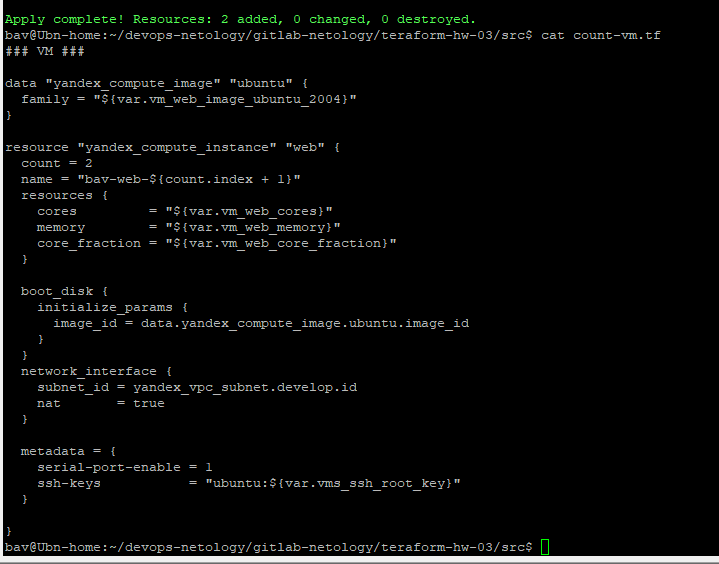 Apply complete! Resources: 2 added, 0 changed, 0 destroyed.
bav@Ubn-home:~/devops-netology/gitlab-netology/teraform-hw-03/src$ cat count-vm.tf
### VM ###

data "yandex_compute_image" "ubuntu" {
  family = "${var.vm_web_image_ubuntu_2004}"
}

resource "yandex_compute_instance" "web" {
  count = 2
  name = "bav-web-${count.index + 1}"
  resources {
    cores         = "${var.vm_web_cores}"
    memory        = "${var.vm_web_memory}"
    core_fraction = "${var.vm_web_core_fraction}"
  }

  boot_disk {
    initialize_params {
      image_id = data.yandex_compute_image.ubuntu.image_id
    }
  }
  network_interface {
    subnet_id = yandex_vpc_subnet.develop.id
    nat       = true
  }

  metadata = {
    serial-port-enable = 1
    ssh-keys           = "ubuntu:${var.vms_ssh_root_key}"
  }

}
bav@Ubn-home:~/devops-netology/gitlab-netology/teraform-hw-03/src$